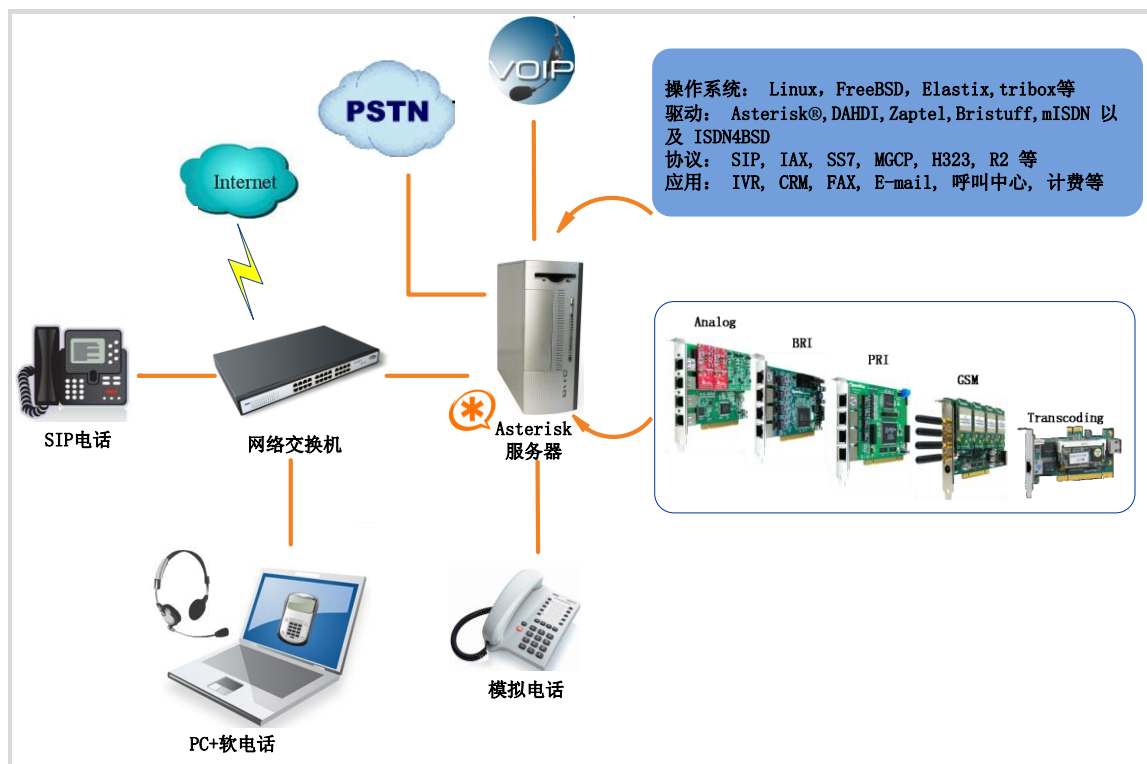 VOIP
PSTN
操作系统： Linux，FreeBSD，Elastix,tribox等
驱动： Asterisk®,DAHDI,Zaptel,Bristuff,mISDN 以
及 ISDN4BSD
协议： SIP, IAX, SS7, MGCP, H323, R2 等
应用： IVR, CRM, FAX, E-mail, 呼叫中心, 计费等
Internet
Analog
BRI
PRI
GSM
Transcoding
SIP电话
网络交换机
Asterisk
服务器
模拟电话
PC+软电话